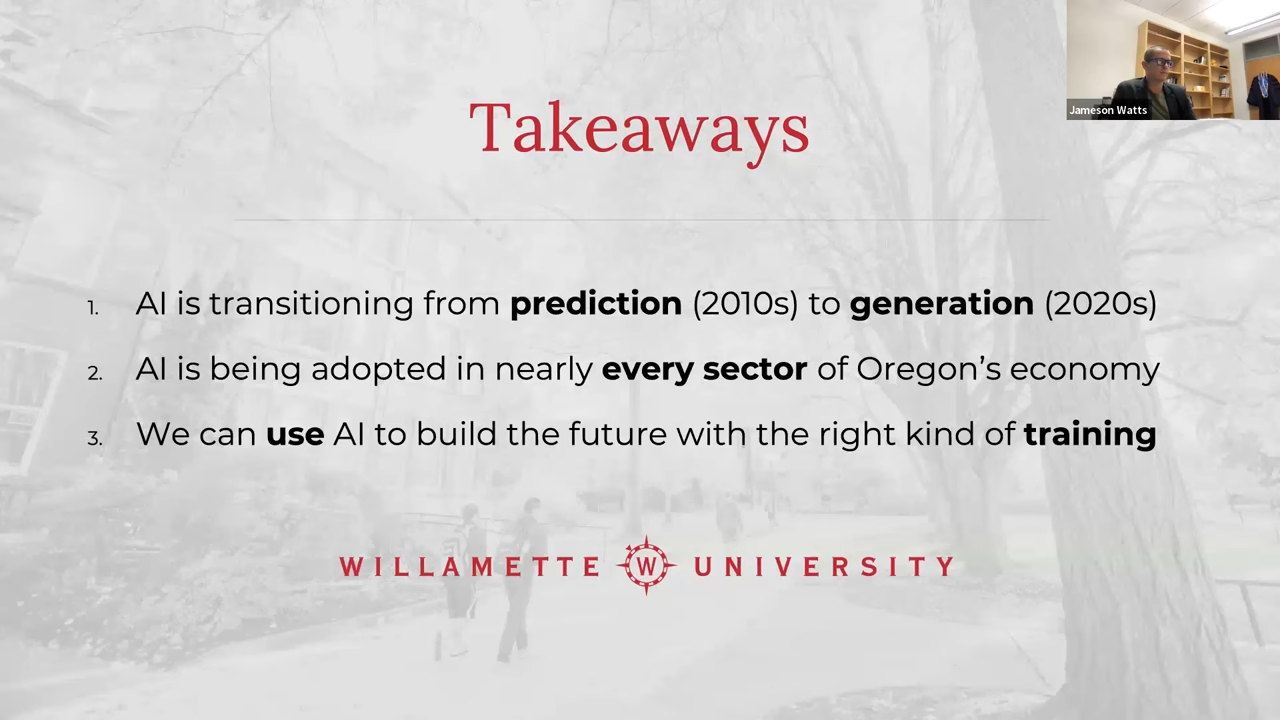 Jameson Watts
Takeaways
1. AI is transitioning from prediction (2010s) to generation (2020s)
2. AI is being adopted in nearly every sector of Oregon’s economy
3. We can use AI to build the future with the right kind of training
WILLAMETTE W UNIVERSITY